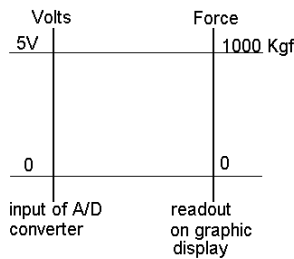 Volts Force
5V 1000 Kgf
0 0
input of A/D readout
converter on graphic
display